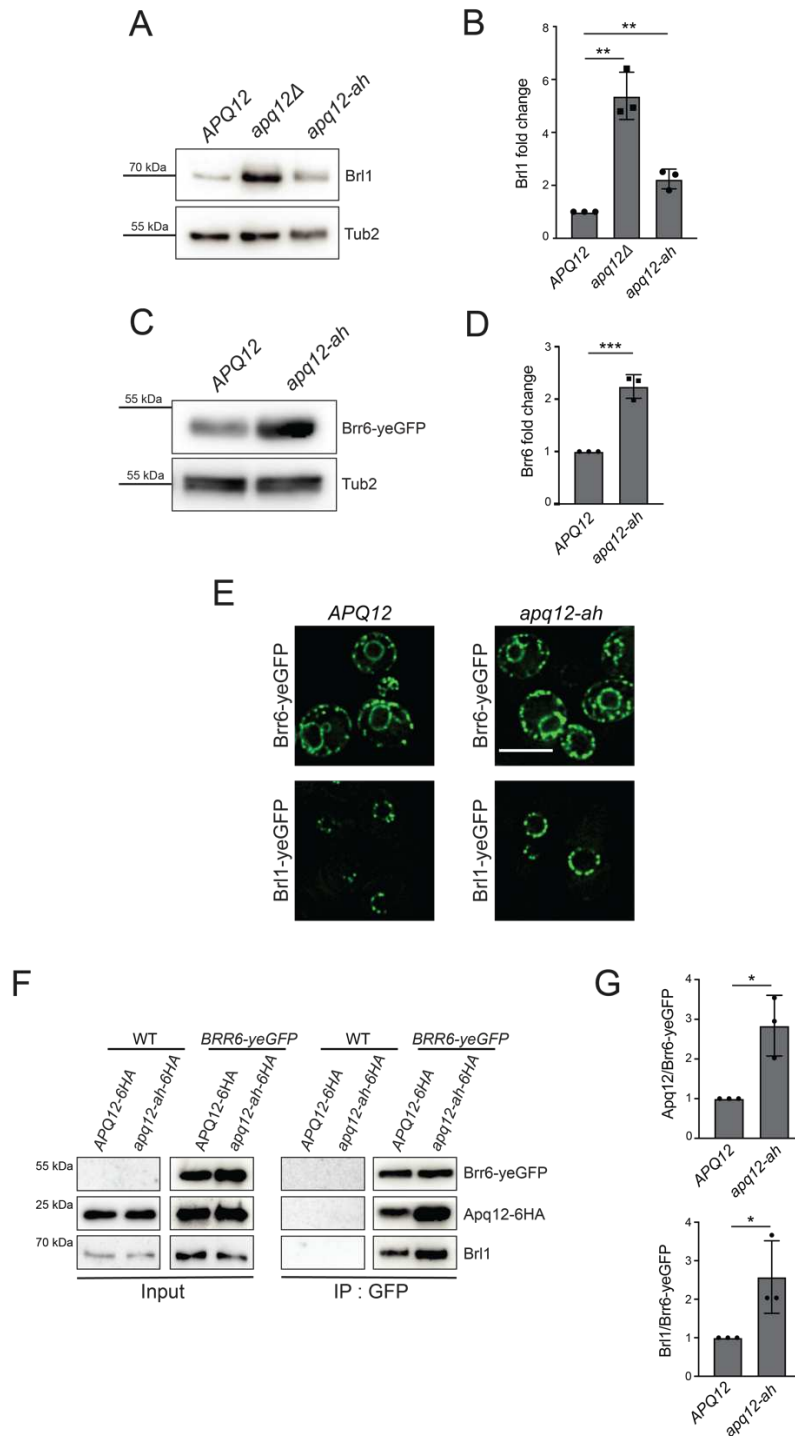 A
APQ12
apq12Δ
apq12-ah
70 kDa
Brl1
55 kDa
Tub2
B
Brl1 fold change
8
6
4
2
0
**
**
APQ12
apq12Δ
apq12-ah
C
APQ12
apq12-ah
55 kDa
Brr6-yeGFP
55 kDa
Tub2
D
Brr6 fold change
3
2
1
0
***
APQ12
apq12-ah
E
APQ12
apq12-ah
Brr6-yeGFP
Brr6-yeGFP
Brl1-yeGFP
Brl1-yeGFP
F
WT
BRR6-yeGFP
WT
BRR6-yeGFP
APQ12-6HA
apq12-ah-6HA
APQ12-6HA
apq12-ah-6HA
APQ12-6HA
apq12-ah-6HA
APQ12-6HA
apq12-ah-6HA
55 kDa
Brr6-yeGFP
25 kDa
Apq12-6HA
70 kDa
Brl1
Input
IP : GFP
G
Apq12/Brr6-yeGFP
4
3
2
1
0
*
APQ12
apq12-ah
Brl1/Brr6-yeGFP
4
3
2
1
0
*
APQ12
apq12-ah